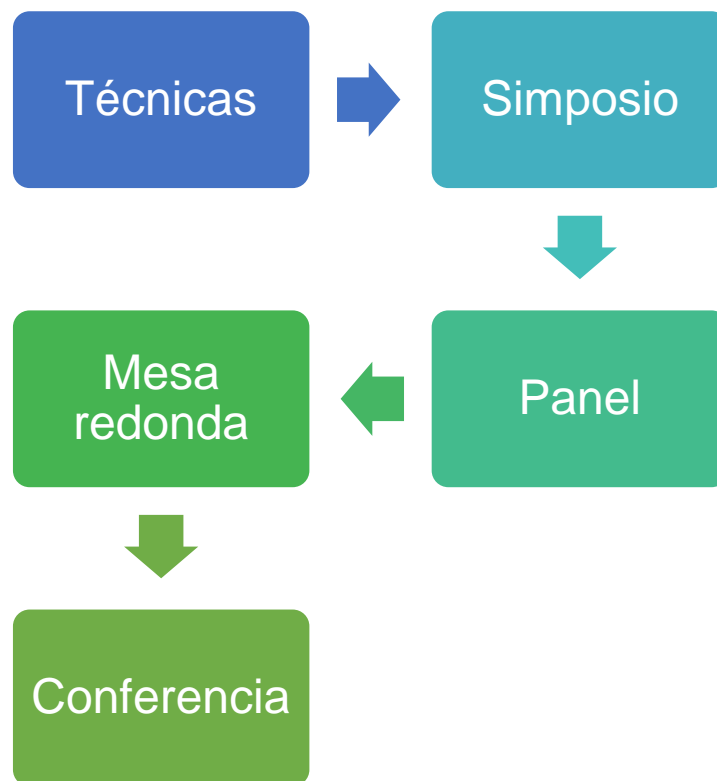 Técnicas
Simposio
Panel
Mesa
redonda
Conferencia